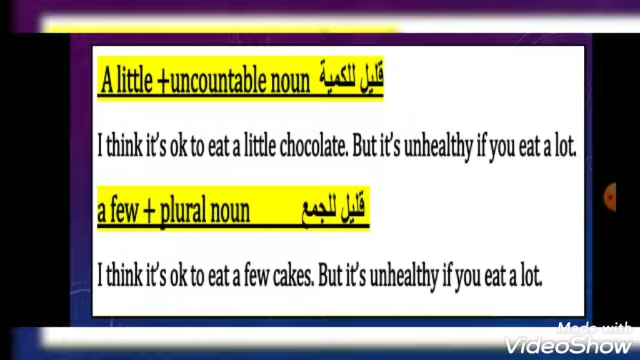 A little +uncountable noun قليل للكمية
I think it's ok to eat a little chocolate. But it's unhealthy if you eat a lot.
a few + plural noun قليل للجمع
I think it's ok to eat a few cakes. But it's unhealthy if you eat a lot.
Made with
VideoShow